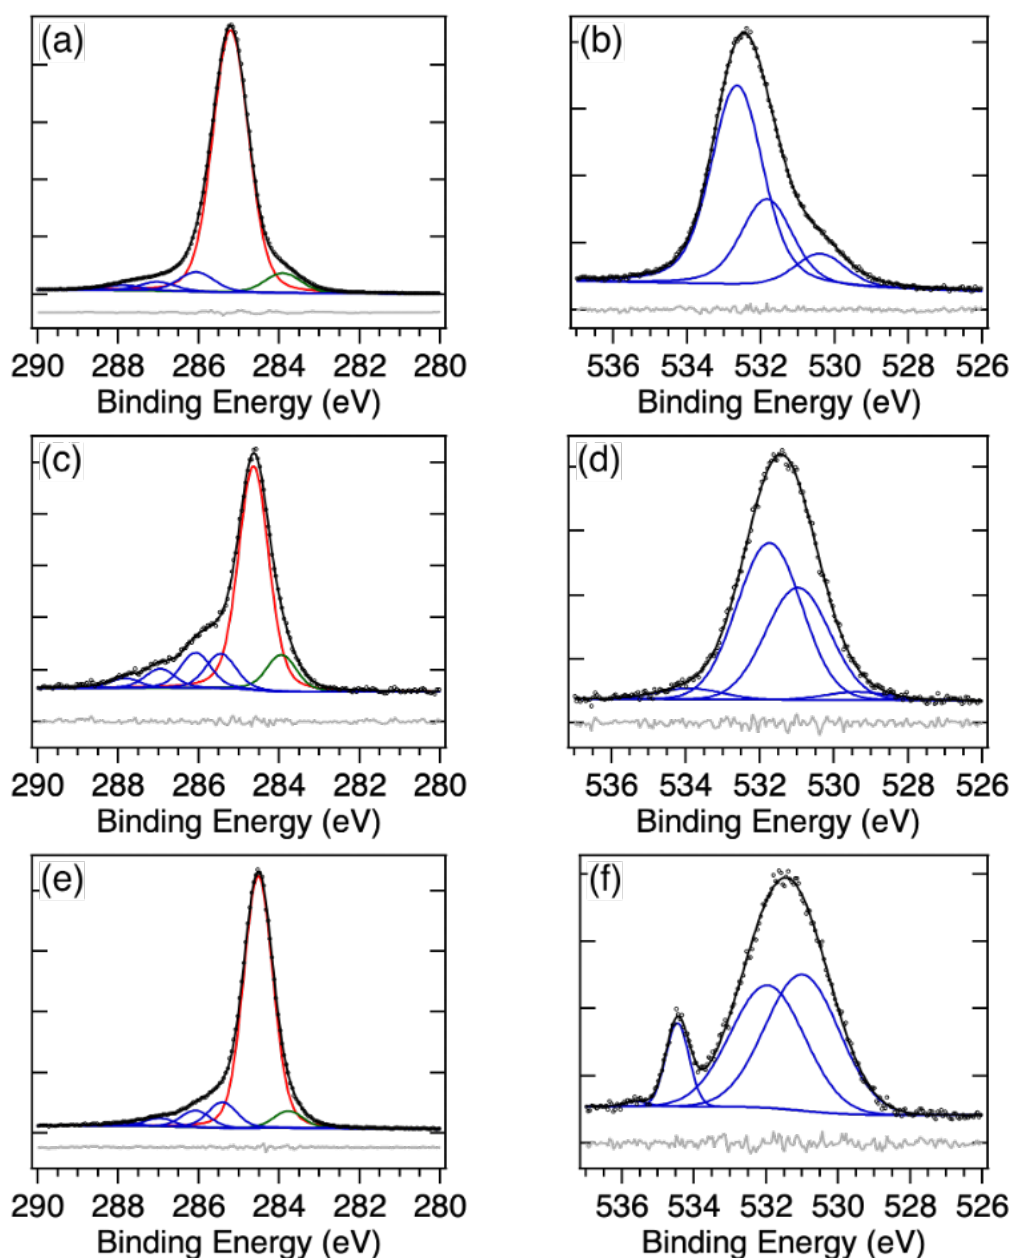 (a) (b)
290 288 286 284 282 280 536 534 532 530 528 526
Binding Energy (eV) Binding Energy (eV)
(c) (d)
290 288 286 284 282 280 536 534 532 530 528 526
Binding Energy (eV) Binding Energy (eV)
(e) (f)
290 288 286 284 282 280 536 534 532 530 528 526
Binding Energy (eV) Binding Energy (eV)